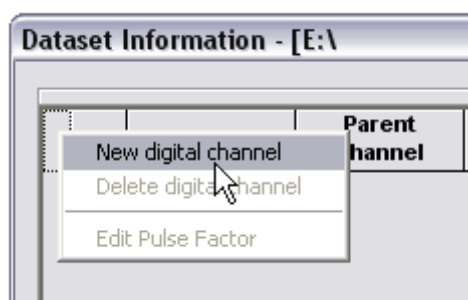 Dataset Information - [E:\
Parent
hannel
New digital channel
Delete digital channel
Edit Pulse Factor